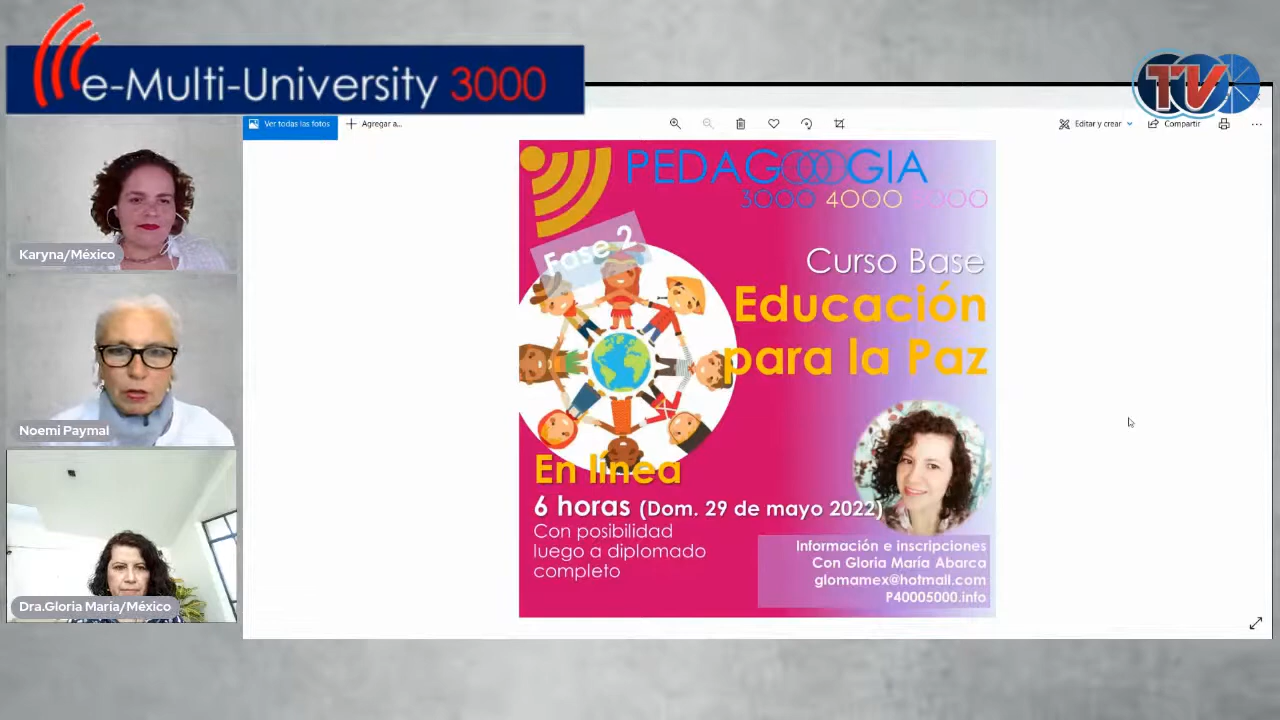 e-Multi-University 3000
TV
Ver todas las fotos
Agregar a...
Editar y crear
Compartir
Karyna/México
Noemi Paymal
Dra.Gloria María/México
PEDAGOOOGIA
3000 4000 5000
Fase 2
Curso Base
Educación
para la Paz
En línea
6 horas (Dom. 29 de mayo 2022)
Con posibilidad
luego a diplomado
completo
Información e inscripciones
Con Gloria María Abarca
glomamex@hotmail.com
P40005000.info